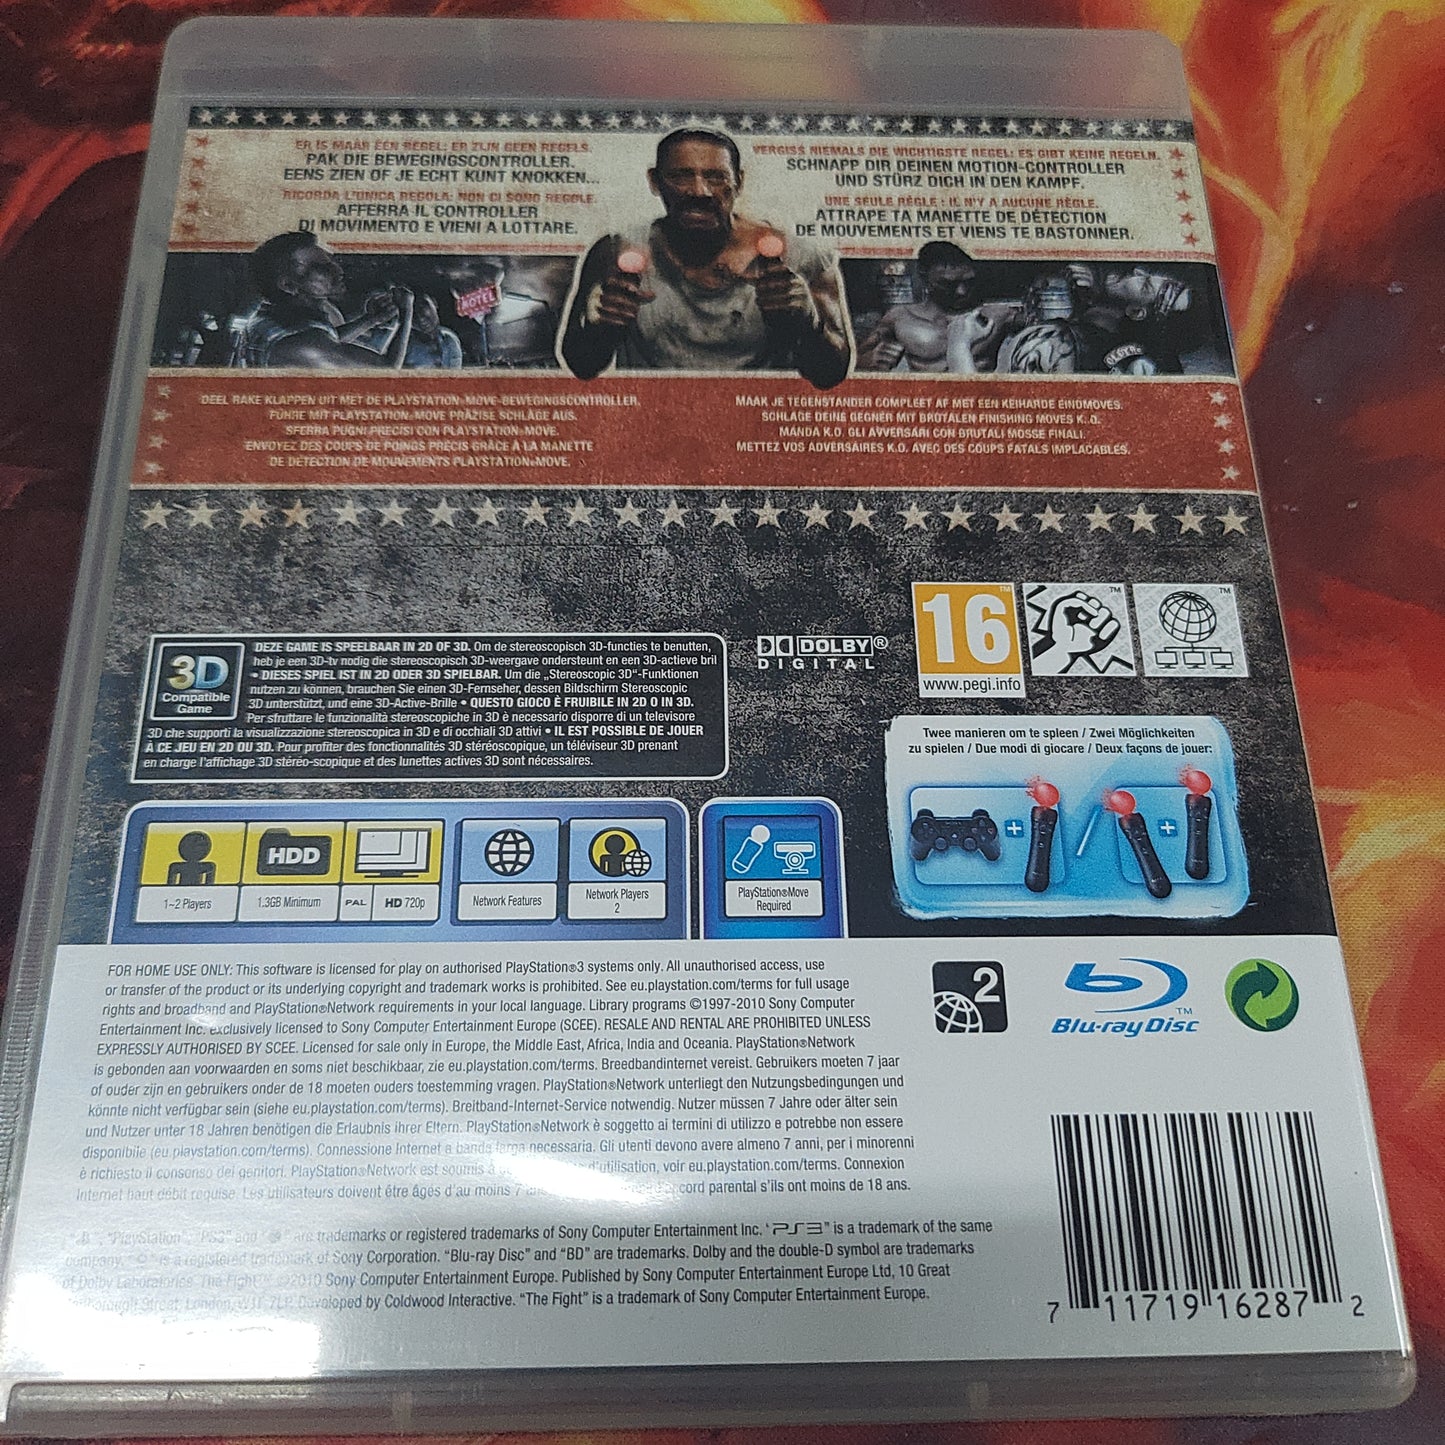 ER IS MAAR ÉÉN REGEL: ER ZIJN GEEN REGELS.
PAK DIE BEWEGINGSCONTROLLER.
EENS ZIEN OF JE ECHT KUNT KNOKKEN...
RICORDA L'UNICA REGOLA: NON CI SONO REGOLE.
AFFERRA IL CONTROLLER
DI MOVIMENTO E VIENI A LOTTARE.
VERGISS NIEMALS DIE WICHTIGSTE REGEL: ES GIBT KEINE REGELN.
SCHNAPP DIR DEINEN MOTION-CONTROLLER
UND STÜRZ DICH IN DEN KAMPF.
UNE SEULE RÈGLE : IL N'Y A AUCUNE RÈGLE.
ATTRAPE TA MANETTE DE DÉTECTION
DE MOUVEMENTS ET VIENS TE BASTONNER.
MOTEL
DEEL RAKE KLAPPEN UIT MET DE PLAYSTATION®MOVE-BEWEGINGSCONTROLLER.
FÜHRE MIT PLAYSTATION®MOVE PRÄZISE SCHLÄGE AUS.
SFERRA PUGNI PRECISI CON PLAYSTATION®MOVE.
ENVOYEZ DES COUPS DE POINGS PRÉCIS GRÂCE À LA MANETTE
DE DÉTECTION DE MOUVEMENTS PLAYSTATION®MOVE.
MAAK JE TEGENSTANDER COMPLEET AF MET EEN KEIHARDE EINDMOVES.
SCHLAGE DEINE GEGNER MIT BRUTALEN FINISHING MOVES K.O.
MANDA K.O. GLI AVVERSARI CON BRUTALI MOSSE FINALI.
METTEZ VOS ADVERSAIRES K.O. AVEC DES COUPS FATALS IMPLACABLES.
3D
Compatible
Game
DEZE GAME IS SPEELBAAR IN 2D OF 3D. Om de stereoscopisch 3D-functies te benutten,
heb je een 3D-tv nodig die stereoscopisch 3D-weergave ondersteunt en een 3D-actieve bril
• DIESES SPIEL IST IN 2D ODER 3D SPIELBAR. Um die „Stereoscopic 3D“-Funktionen
nutzen zu können, brauchen Sie einen 3D-Fernseher, dessen Bildschirm Stereoscopic
3D unterstützt, und eine 3D-Active-Brille • QUESTO GIOCO È FRUIBILE IN 2D O IN 3D.
Per sfruttare le funzionalità stereoscopiche in 3D è necessario disporre di un televisore
3D che supporti la visualizzazione stereoscopica in 3D e di occhiali 3D attivi • IL EST POSSIBLE DE JOUER
À CE JEU EN 2D OU 3D. Pour profiter des fonctionnalités 3D stéréoscopique, un téléviseur 3D prenant
en charge l'affichage 3D stéréo-scopique et des lunettes actives 3D sont nécessaires.
DOLBY®
DIGITAL
16™
www.pegi.info
™
™
Twee manieren om te spleen / Zwei Möglichkeiten
zu spielen / Due modi di giocare / Deux façons de jouer:
+
+
HDD
1-2 Players
1.3GB Minimum
PAL
HD 720p
Network Features
Network Players
2
PlayStation®Move
Required
FOR HOME USE ONLY: This software is licensed for play on authorised PlayStation®3 systems only. All unauthorised access, use
or transfer of the product or its underlying copyright and trademark works is prohibited. See eu.playstation.com/terms for full usage
rights and broadband and PlayStation®Network requirements in your local language. Library programs ©1997-2010 Sony Computer
Entertainment Inc. exclusively licensed to Sony Computer Entertainment Europe (SCEE). RESALE AND RENTAL ARE PROHIBITED UNLESS
EXPRESSLY AUTHORISED BY SCEE. Licensed for sale only in Europe, the Middle East, Africa, India and Oceania. PlayStation®Network
is gebonden aan voorwaarden en soms niet beschikbaar, zie eu.playstation.com/terms. Breedbandinternet vereist. Gebruikers moeten 7 jaar
of ouder zijn en gebruikers onder de 18 moeten ouders toestemming vragen. PlayStation®Network unterliegt den Nutzungsbedingungen und
könnte nicht verfügbar sein (siehe eu.playstation.com/terms). Breitband-Internet-Service notwendig. Nutzer müssen 7 Jahre oder älter sein
und Nutzer unter 18 Jahren benötigen die Erlaubnis ihrer Eltern. PlayStation®Network è soggetto ai termini di utilizzo e potrebbe non essere
disponibile (eu.playstation.com/terms). Connessione Internet a banda larga necessaria. Gli utenti devono avere almeno 7 anni, per i minorenni
è richiesto il consenso dei genitori. PlayStation®Network est soumis à d'utilisation, voir eu.playstation.com/terms. Connexion
Internet haut débit requise. Les utilisateurs doivent être âgés d'au moins 7 accord parental s'ils ont moins de 18 ans.
2
Blu-ray Disc™
"PlayStation", "PS3" and are trademarks or registered trademarks of Sony Computer Entertainment Inc. "PS3" is a trademark of the same
company. is a registered trademark of Sony Corporation. "Blu-ray Disc" and "BD" are trademarks. Dolby and the double-D symbol are trademarks
of Dolby Laboratories. The Fight™ ©2010 Sony Computer Entertainment Europe. Published by Sony Computer Entertainment Europe Ltd, 10 Great
Marlborough Street, London, W1F 7LP. Developed by Coldwood Interactive. "The Fight" is a trademark of Sony Computer Entertainment Europe.
7 11719 16287 2